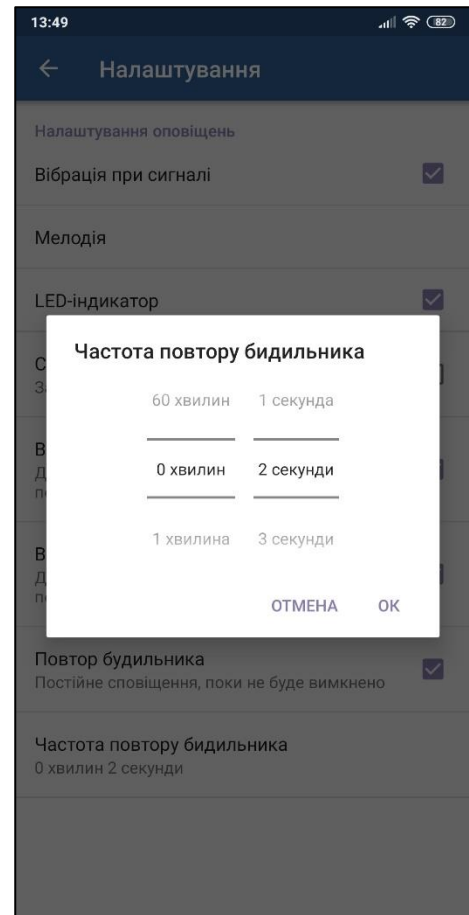 13:49
82
Налаштування
Налаштування оповіщень
Вібрація при сигналі
Мелодія
LED-індикатор
Частота повтору бидильника
60 хвилин 1 секунда
0 хвилин 2 секунди
1 хвилина 3 секунди
ОТМЕНА ОК
Повтор будильника
Постійне сповіщення, поки не буде вимкнено
Частота повтору бидильника
0 хвилин 2 секунди